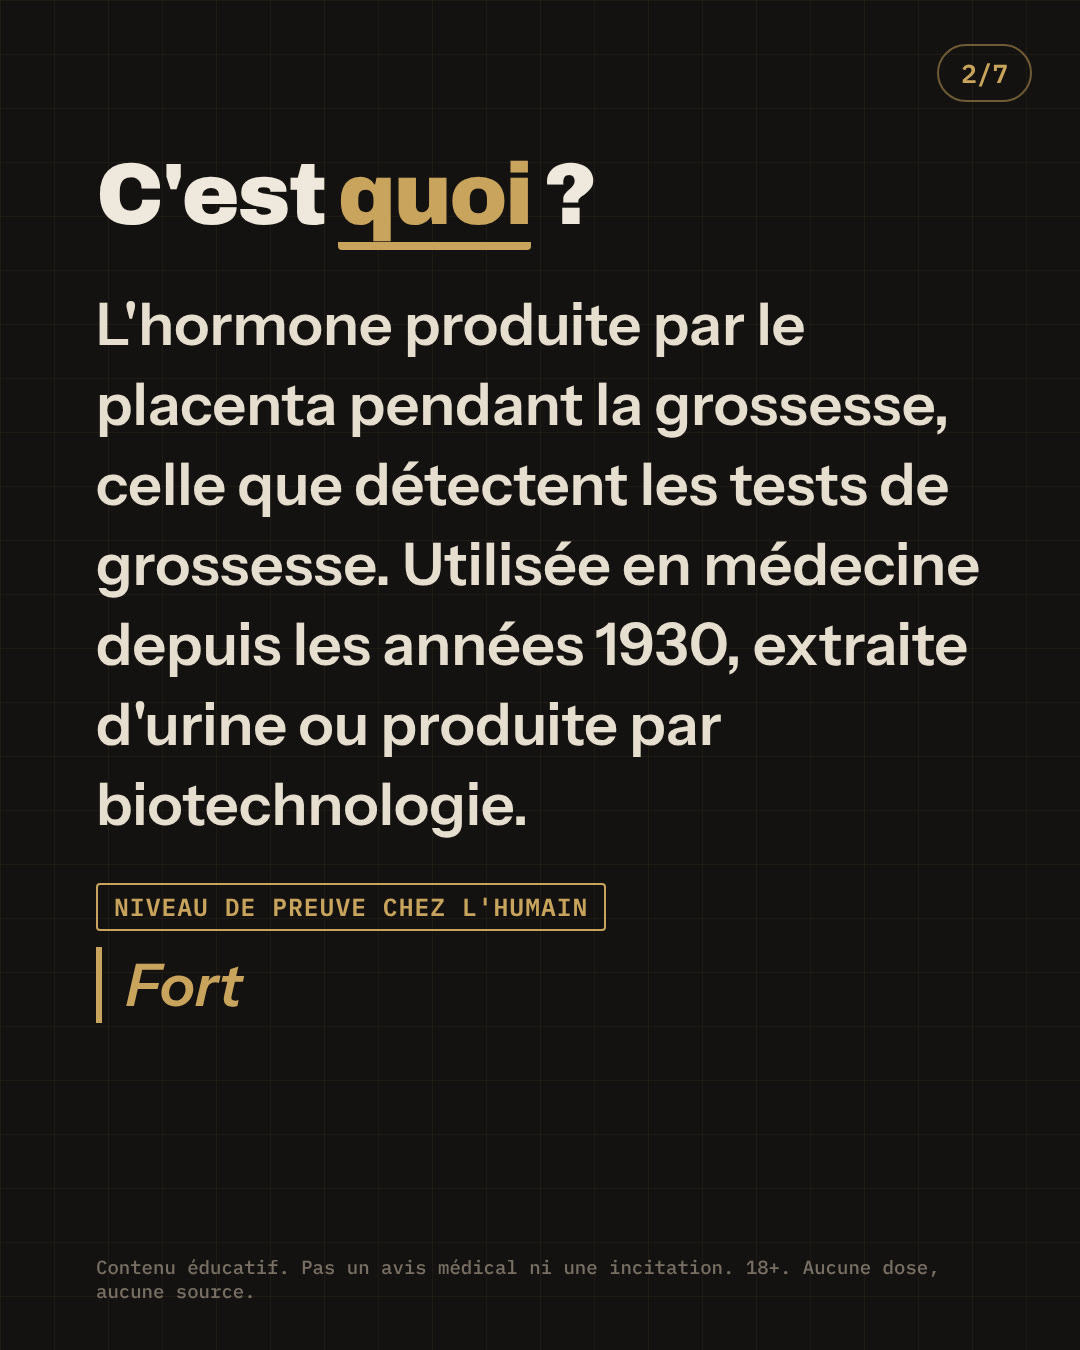 2/7
C'est quoi ?
L'hormone produite par le
placenta pendant la grossesse,
celle que détectent les tests de
grossesse. Utilisée en médecine
depuis les années 1930, extraite
d'urine ou produite par
biotechnologie.
NIVEAU DE PREUVE CHEZ L'HUMAIN
Fort
Contenu éducatif. Pas un avis médical ni une incitation. 18+. Aucune dose,
aucune source.